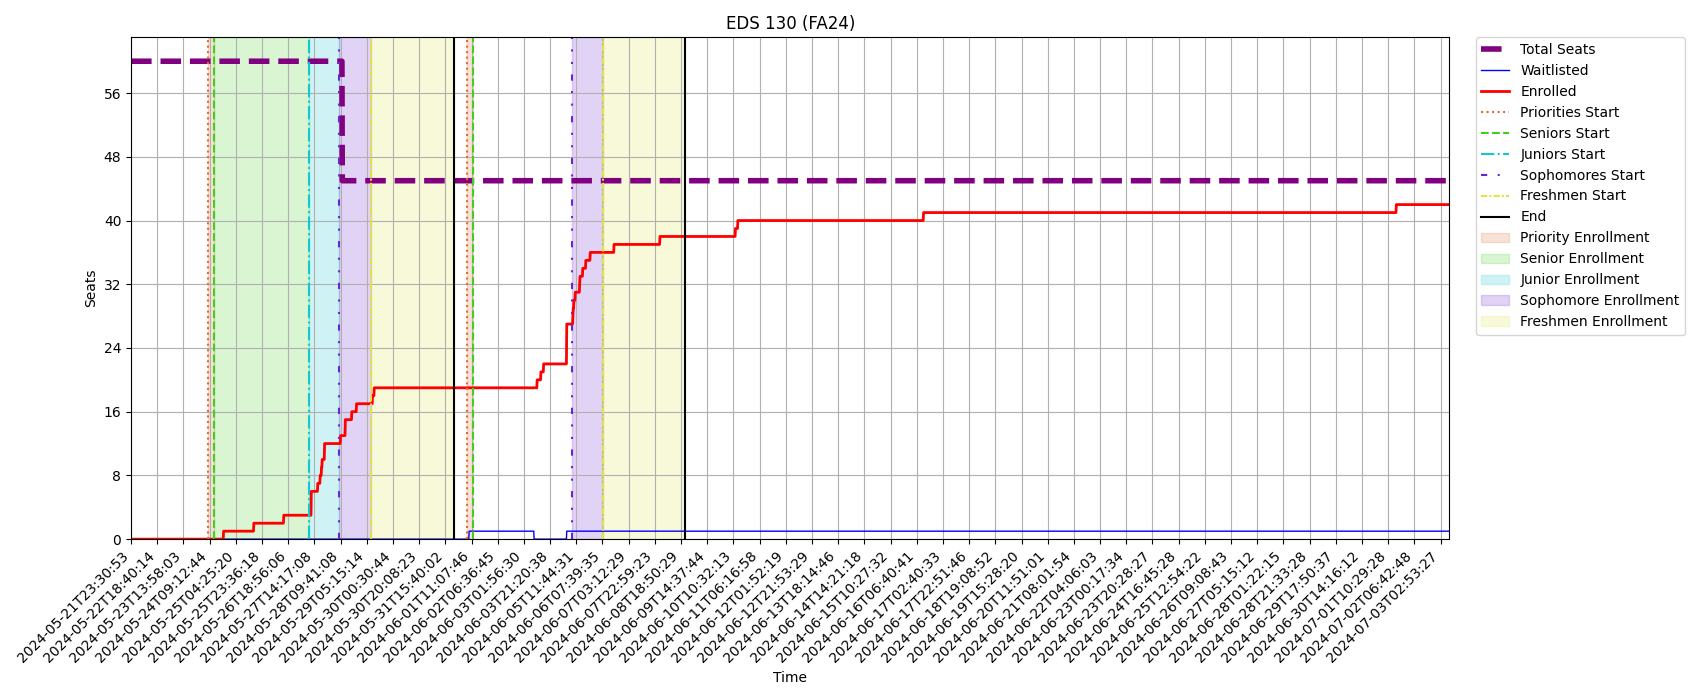 EDS 130 (FA24)
Total Seats
Waitlisted
Enrolled
Priorities Start
Seniors Start
Juniors Start
Sophomores Start
Freshmen Start
End
Priority Enrollment
Senior Enrollment
Junior Enrollment
Sophomore Enrollment
Freshmen Enrollment
Seats
56
48
40
32
24
16
8
0
2024-05-21T23:30:53
2024-05-22T18:40:14
2024-05-23T13:58:03
2024-05-24T09:12:44
2024-05-25T04:25:20
2024-05-25T23:36:18
2024-05-26T18:56:06
2024-05-27T14:17:08
2024-05-28T09:41:08
2024-05-29T05:15:14
2024-05-30T00:30:44
2024-05-30T20:08:23
2024-05-31T15:40:02
2024-06-01T11:07:46
2024-06-02T06:36:45
2024-06-03T01:56:30
2024-06-03T21:20:38
2024-06-05T11:44:31
2024-06-06T07:39:35
2024-06-07T03:12:29
2024-06-07T22:59:23
2024-06-08T18:50:29
2024-06-09T14:37:44
2024-06-10T10:32:13
2024-06-11T06:16:58
2024-06-12T01:52:19
2024-06-12T21:53:29
2024-06-13T18:14:46
2024-06-14T14:21:18
2024-06-15T10:27:32
2024-06-16T06:40:41
2024-06-17T02:40:33
2024-06-17T22:51:46
2024-06-18T19:08:52
2024-06-19T15:28:20
2024-06-20T11:51:01
2024-06-21T08:01:54
2024-06-22T04:06:03
2024-06-23T00:17:34
2024-06-23T20:28:27
2024-06-24T16:45:28
2024-06-25T12:54:22
2024-06-26T09:08:43
2024-06-27T05:15:12
2024-06-28T01:22:15
2024-06-28T21:33:28
2024-06-29T17:50:37
2024-06-30T14:16:12
2024-07-01T10:29:28
2024-07-02T06:42:48
2024-07-03T02:53:27
Time